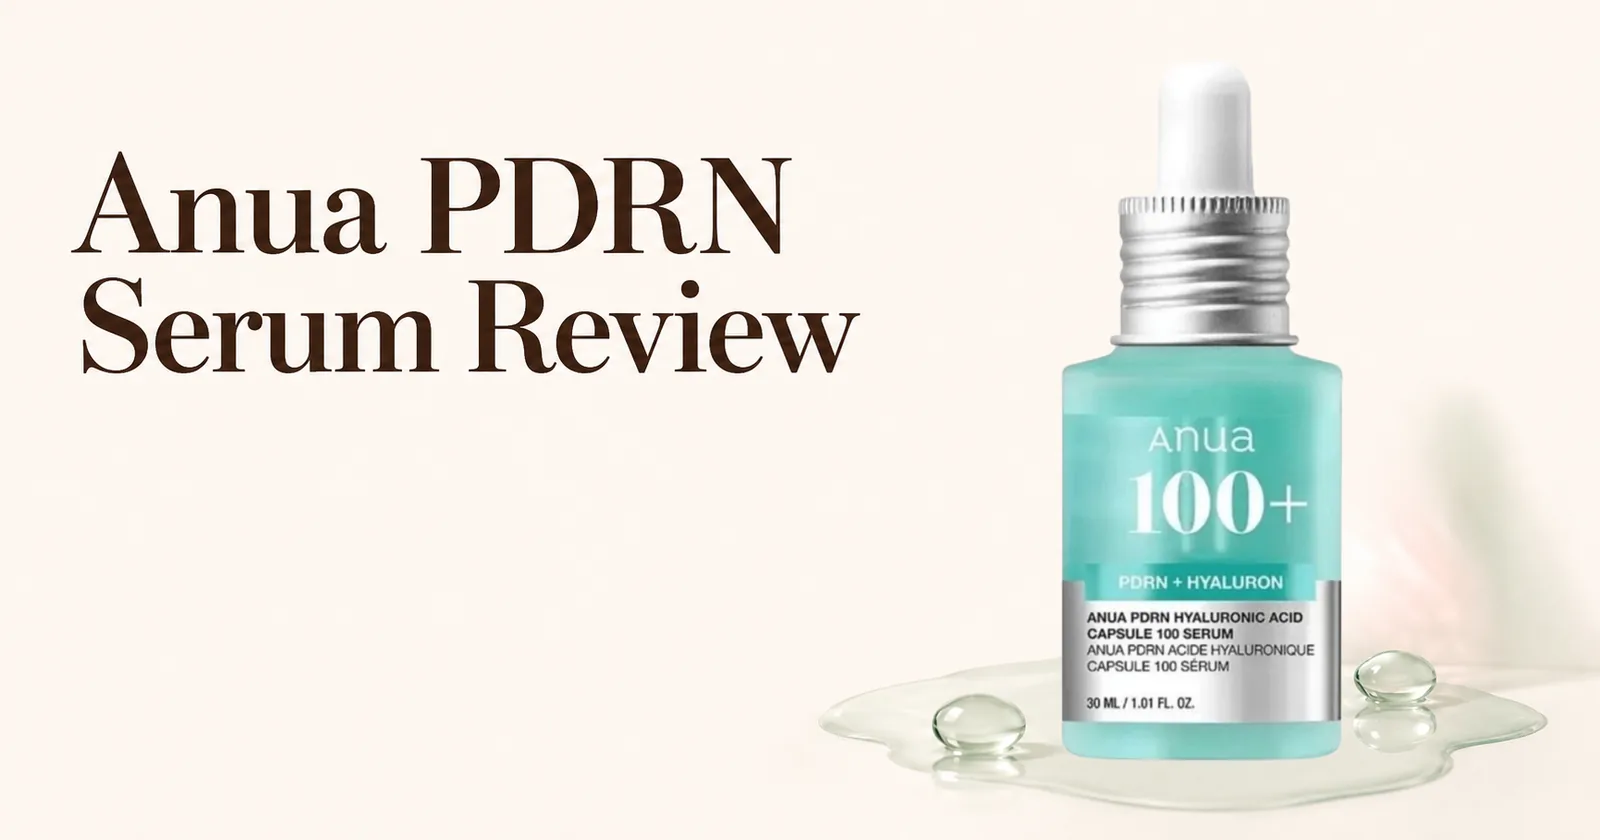 Anua PDRN
Serum Review
Anua
100+
PDRN + HYALURON
ANUA PDRN HYALURONIC ACID
CAPSULE 100 SERUM
ANUA PDRN ACIDE HYALURONIQUE
CAPSULE 100 SÉRUM
30 ML / 1.01 FL. OZ.